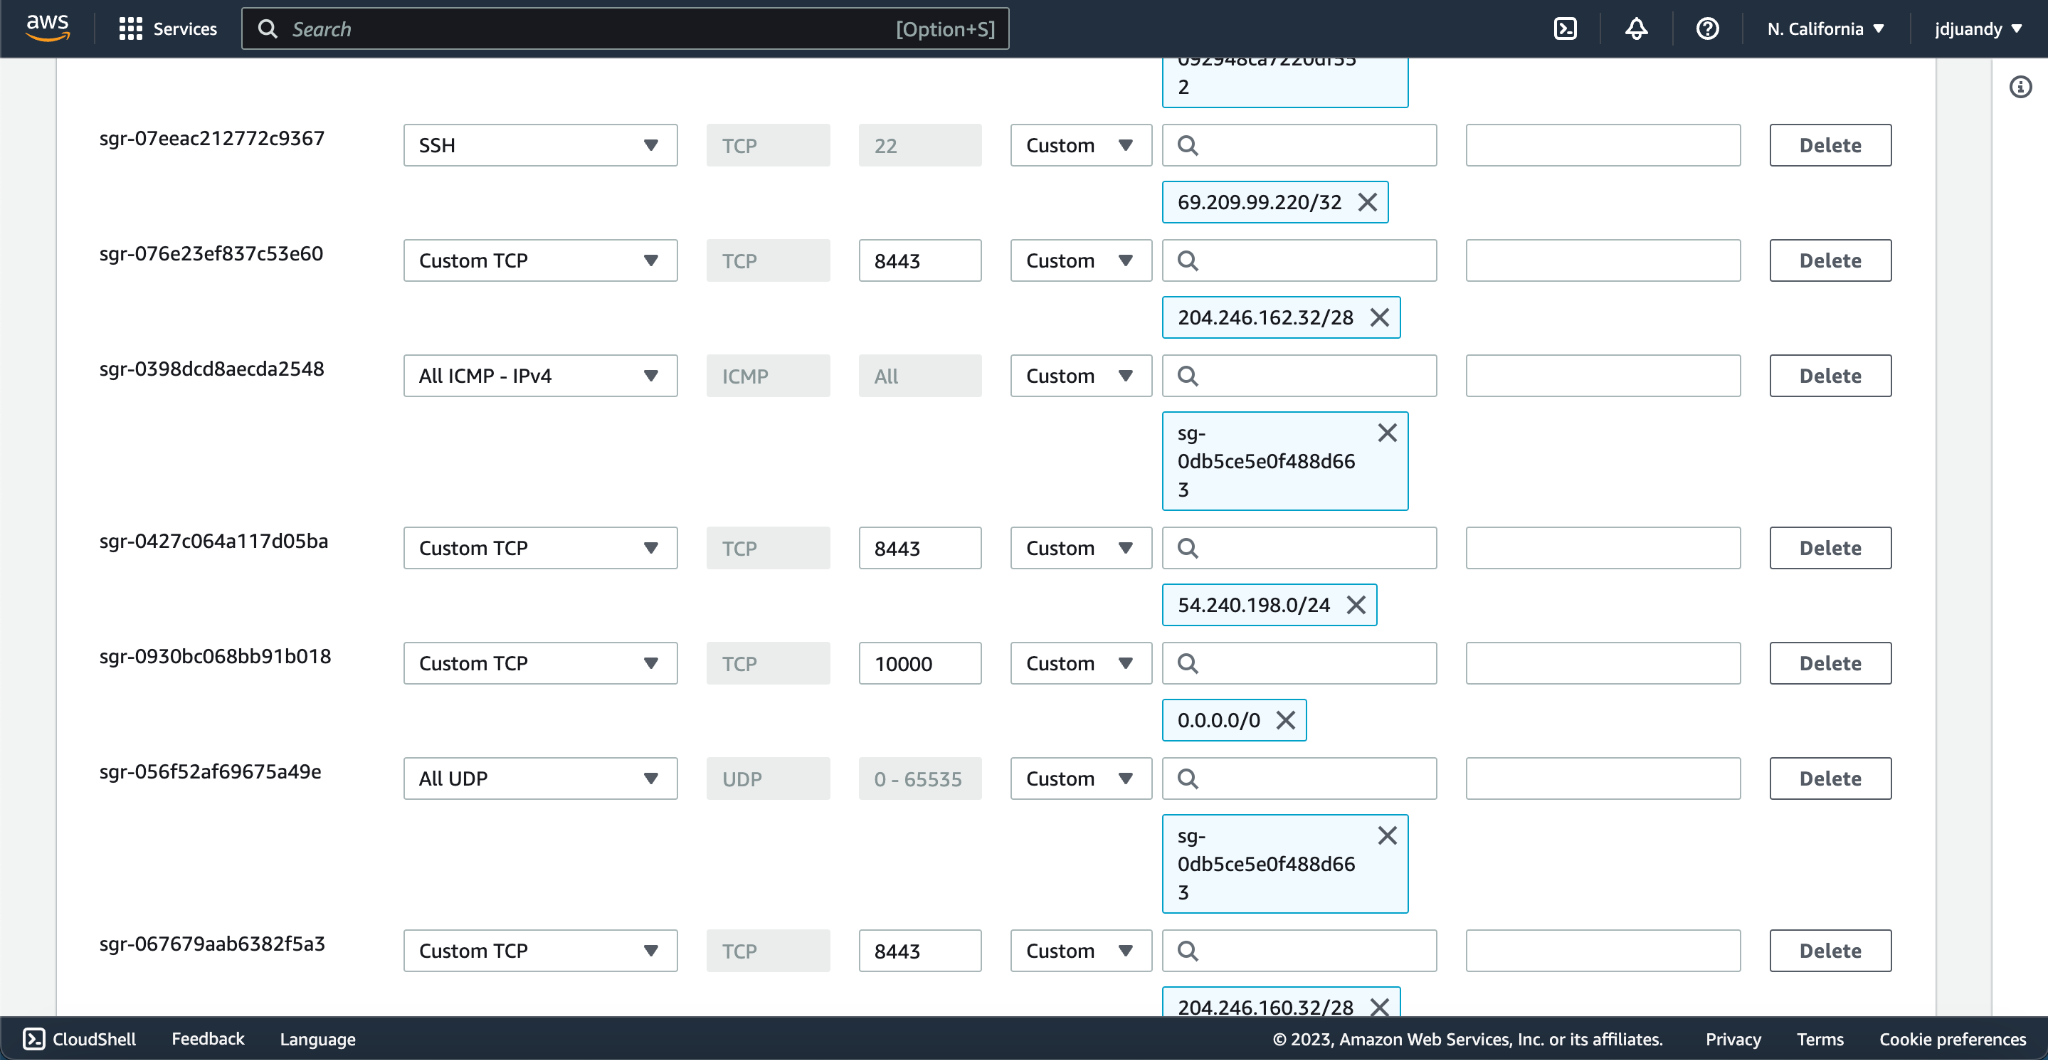 aws
Services
Search
[Option+S]
N. California
jdjuandy
092948ca7220df55
2
sgr-07eeac212772c9367
SSH
TCP
22
Custom
Delete
69.209.99.220/32
sgr-076e23ef837c53e60
Custom TCP
TCP
8443
Custom
Delete
204.246.162.32/28
sgr-0398dcd8aecda2548
All ICMP - IPv4
ICMP
All
Custom
Delete
sg-
0db5ce5e0f488d66
3
sgr-0427c064a117d05ba
Custom TCP
TCP
8443
Custom
Delete
54.240.198.0/24
sgr-0930bc068bb91b018
Custom TCP
TCP
10000
Custom
Delete
0.0.0.0/0
sgr-056f52af69675a49e
All UDP
UDP
0 - 65535
Custom
Delete
sg-
0db5ce5e0f488d66
3
sgr-067679aab6382f5a3
Custom TCP
TCP
8443
Custom
Delete
204.246.160.32/28
CloudShell
Feedback
Language
© 2023, Amazon Web Services, Inc. or its affiliates.
Privacy
Terms
Cookie preferences